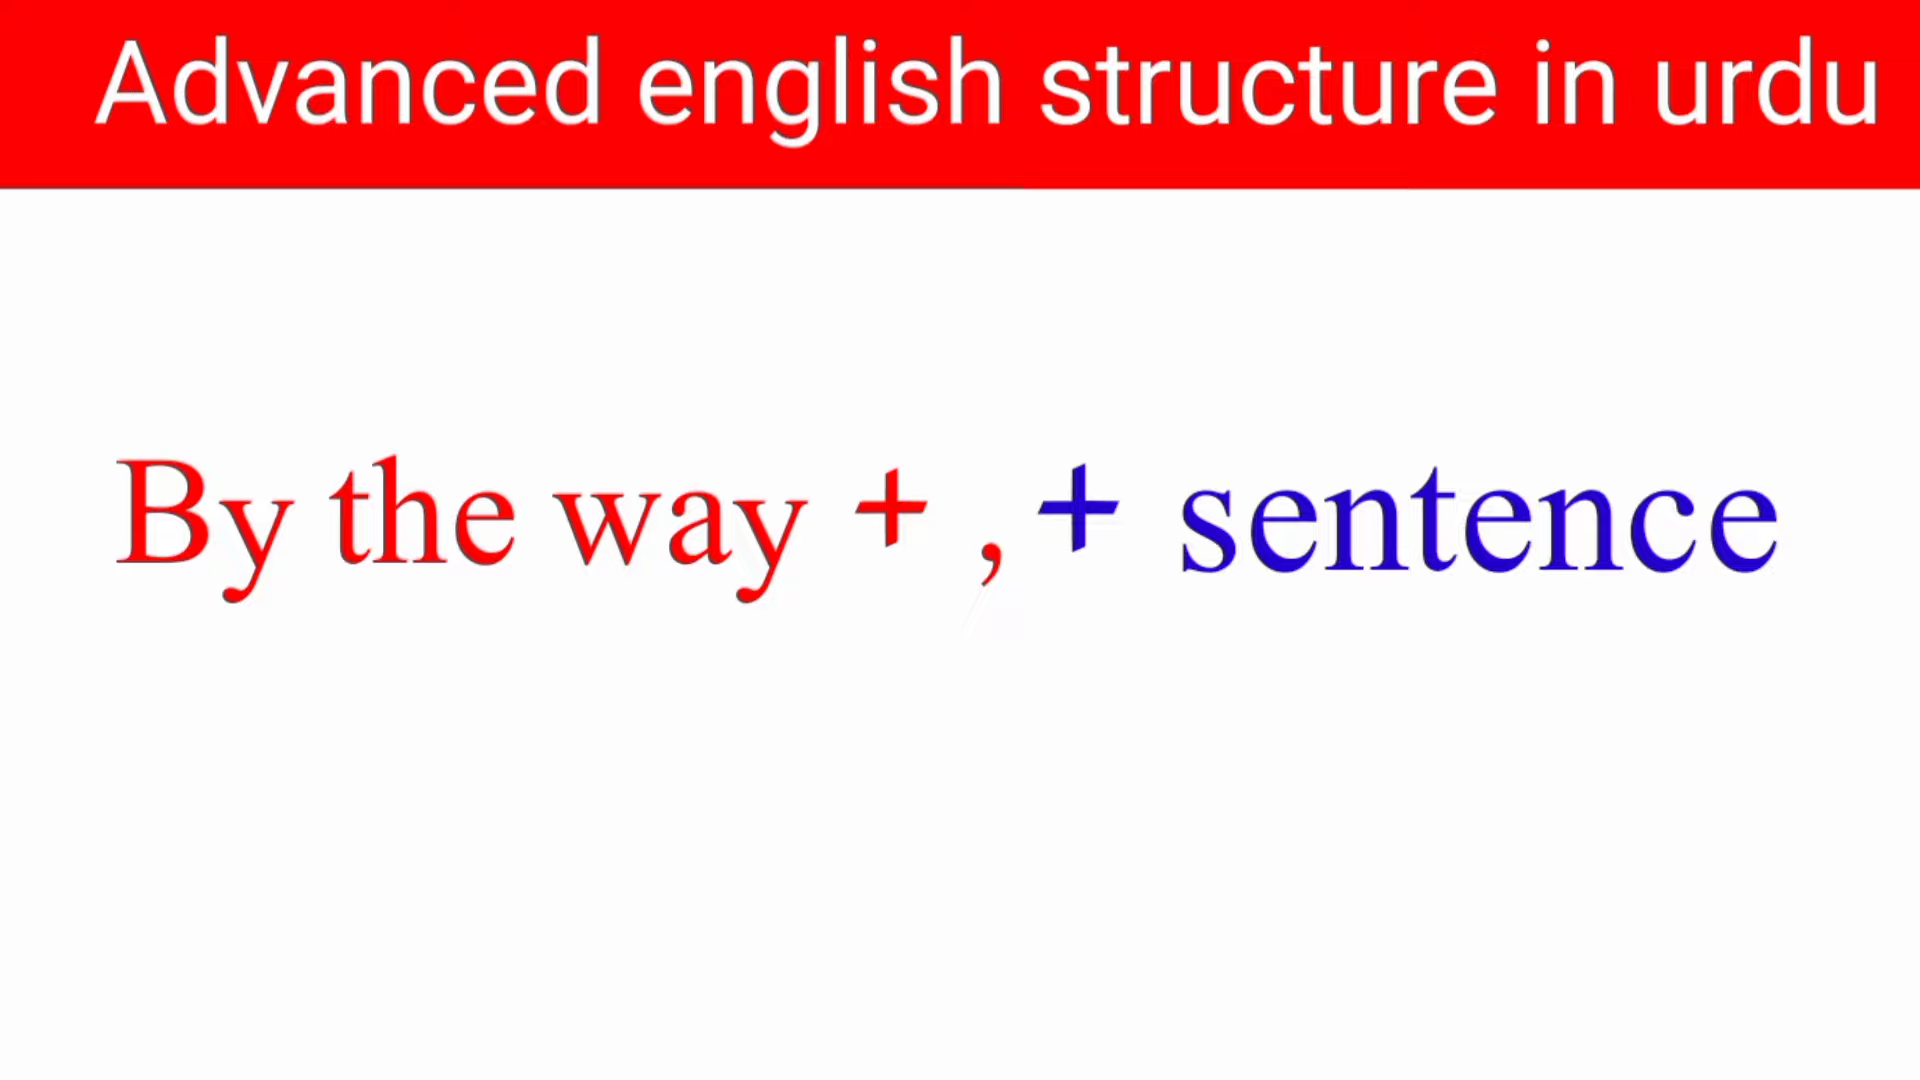 Advanced english structure in urdu
By the way + , + sentence